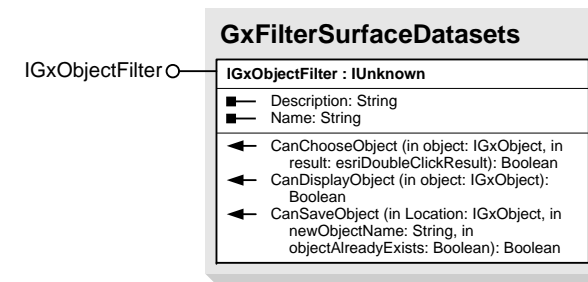 GxFilterSurfaceDatasets
IGxObjectFilter
IGxObjectFilter : IUnknown
Description: String
Name: String
CanChooseObject (in object: IGxObject, in
result: esriDoubleClickResult): Boolean
CanDisplayObject (in object: IGxObject):
Boolean
CanSaveObject (in Location: IGxObject, in
newObjectName: String, in
objectAlreadyExists: Boolean): Boolean